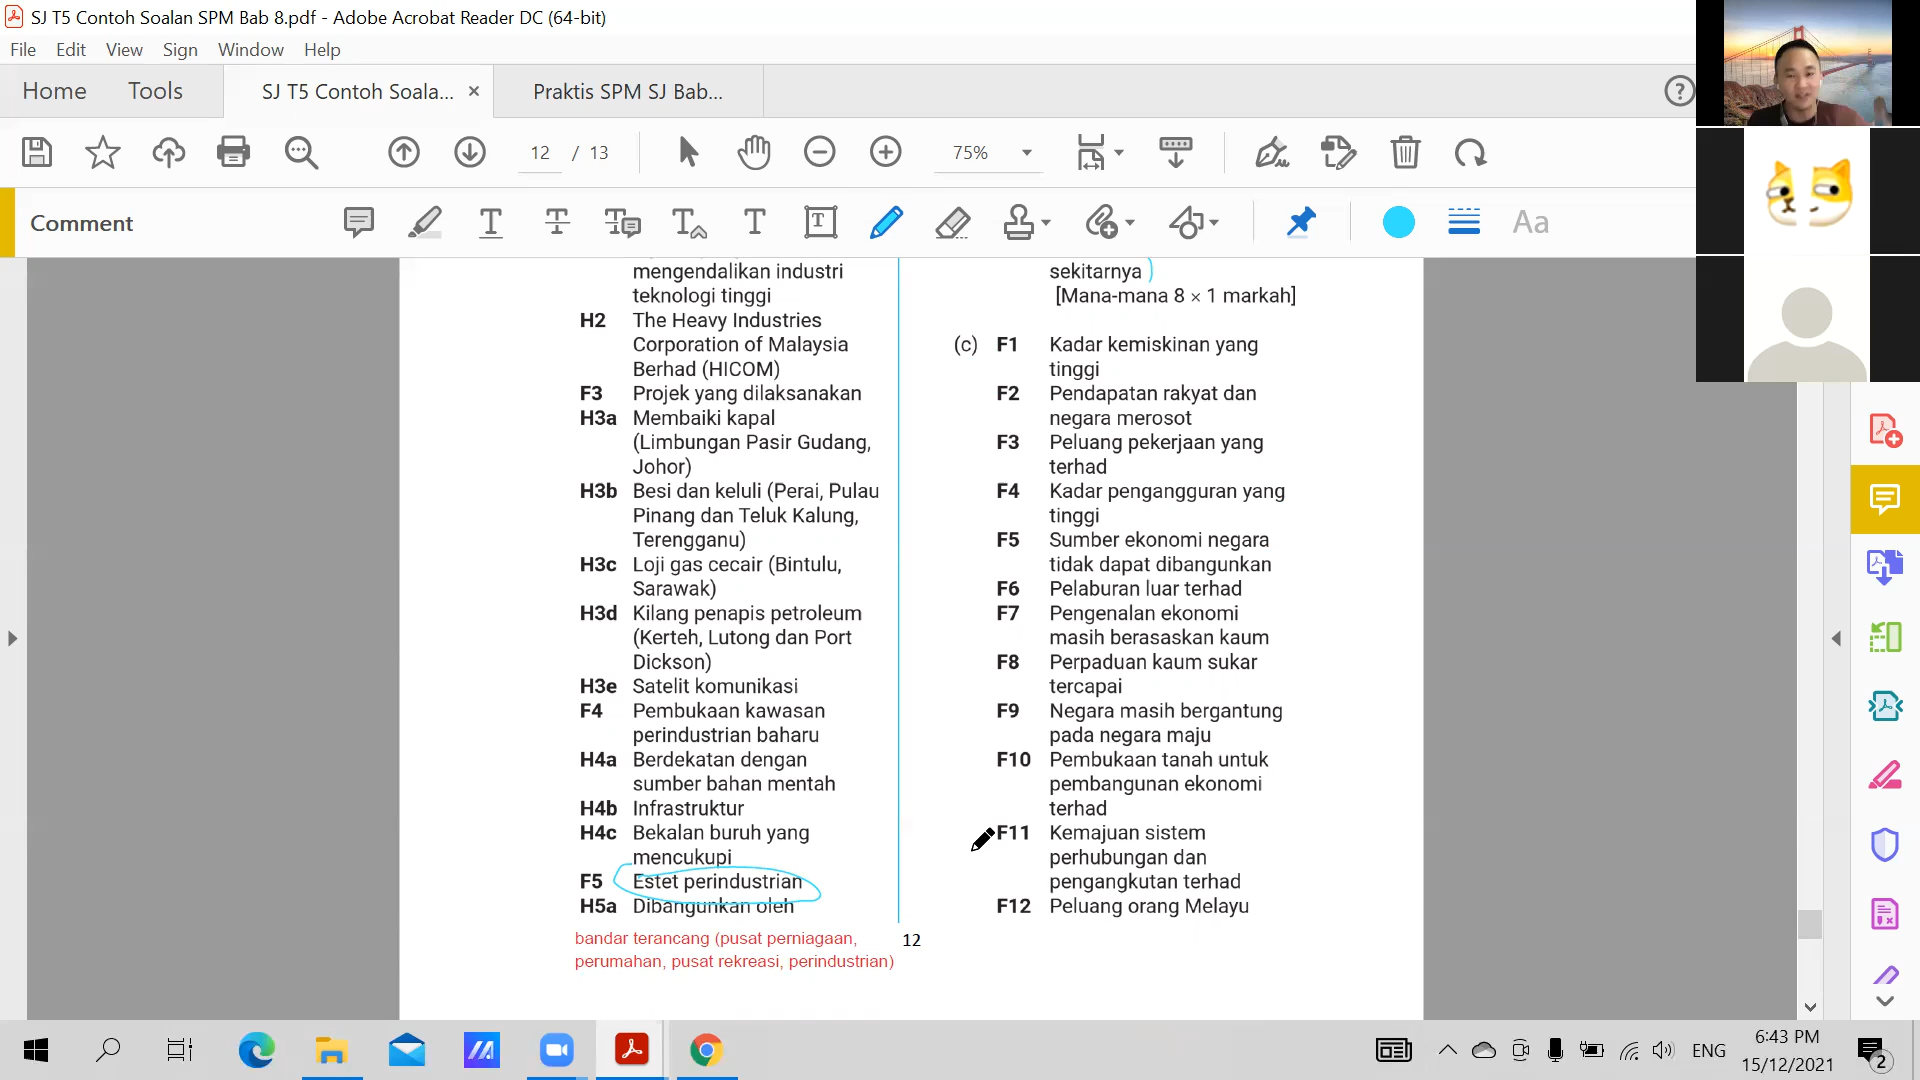 SJ T5 Contoh Soalan SPM Bab 8.pdf - Adobe Acrobat Reader DC (64-bit)
File Edit View Sign Window Help
Home Tools SJ T5 Contoh Soala... × Praktis SPM SJ Bab... ?
12 / 13 75%
Comment Aa
mengendalikan industri
teknologi tinggi
H2 The Heavy Industries
Corporation of Malaysia
Berhad (HICOM)
F3 Projek yang dilaksanakan
H3a Membaiki kapal
(Limbungan Pasir Gudang,
Johor)
H3b Besi dan keluli (Perai, Pulau
Pinang dan Teluk Kalung,
Terengganu)
H3c Loji gas cecair (Bintulu,
Sarawak)
H3d Kilang penapis petroleum
(Kerteh, Lutong dan Port
Dickson)
H3e Satelit komunikasi
F4 Pembukaan kawasan
perindustrian baharu
H4a Berdekatan dengan
sumber bahan mentah
H4b Infrastruktur
H4c Bekalan buruh yang
mencukupi
F5 Estet perindustrian
H5a Dibangunkan oleh
bandar terancang (pusat perniagaan,
perumahan, pusat rekreasi, perindustrian)
sekitarnya )
[Mana-mana 8 × 1 markah]
(c) F1 Kadar kemiskinan yang
tinggi
F2 Pendapatan rakyat dan
negara merosot
F3 Peluang pekerjaan yang
terhad
F4 Kadar pengangguran yang
tinggi
F5 Sumber ekonomi negara
tidak dapat dibangunkan
F6 Pelaburan luar terhad
F7 Pengenalan ekonomi
masih berasaskan kaum
F8 Perpaduan kaum sukar
tercapai
F9 Negara masih bergantung
pada negara maju
F10 Pembukaan tanah untuk
pembangunan ekonomi
terhad
F11 Kemajuan sistem
perhubungan dan
pengangkutan terhad
F12 Peluang orang Melayu
12
ENG
6:43 PM
15/12/2021
2